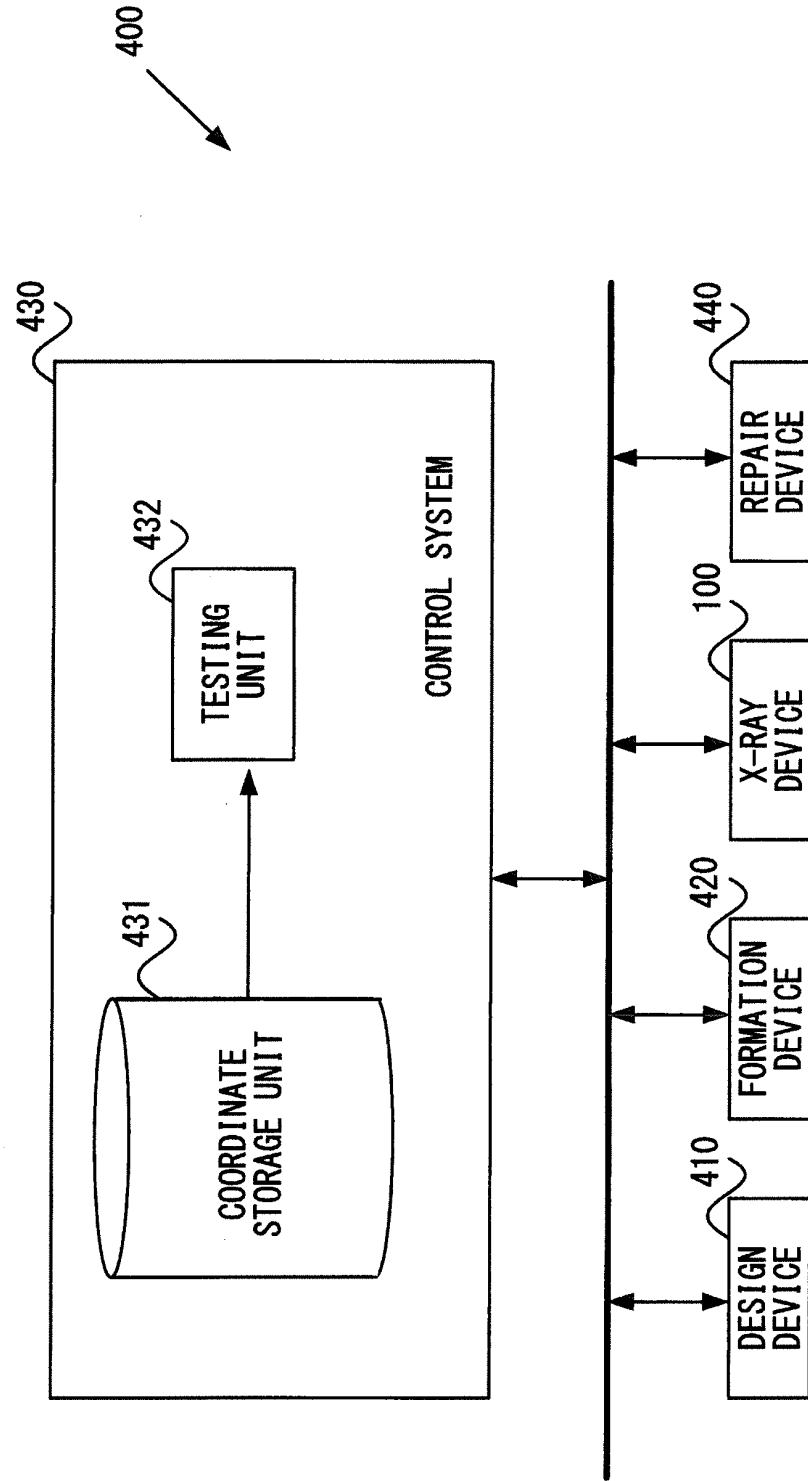 400
430
431
COORDINATE
STORAGE UNIT
432
TESTING
UNIT
CONTROL SYSTEM
410
DESIGN
DEVICE
420
FORMATION
DEVICE
100
X-RAY
DEVICE
440
REPAIR
DEVICE